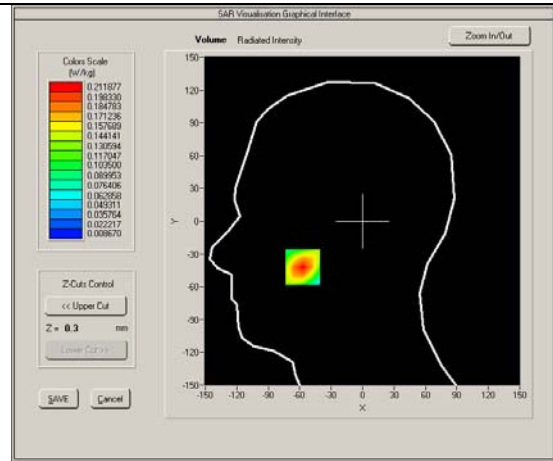 SAR Visualisation Graphical Interface
Volume Radiated Intensity
Zoom In/Out
Colors Scale
(W/kg)
0.211877
0.198330
0.184783
0.171236
0.157689
0.144141
0.130594
0.117047
0.103500
0.089953
0.076406
0.062858
0.049311
0.035764
0.022217
0.008670
Z-Cuts Control
<< Upper Cut
Z = 0.3 mm
Lower Cut >>
SAVE Cancel
150
120
90
60
30
Y 0
-30
-60
-90
-120
-150
-150 -120 -90 -60 -30 0 30 60 90 120 150
X